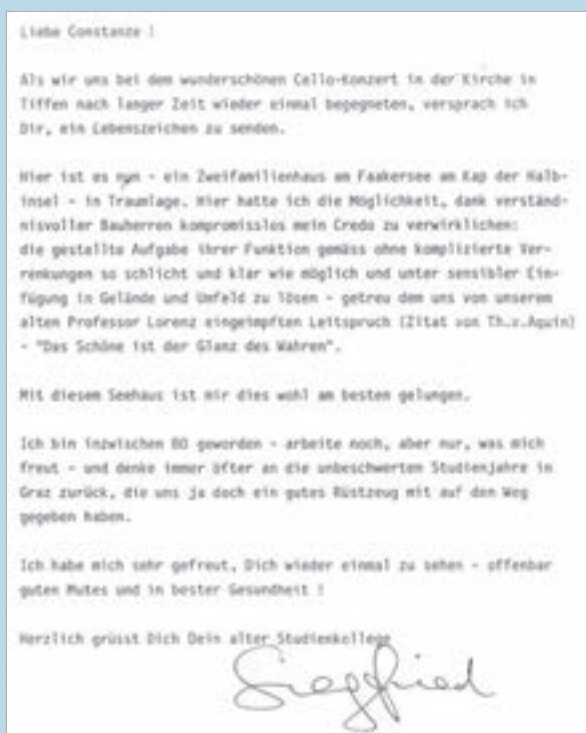 Liebe Constanze !
Als wir uns bei dem wunderschönen Cello-Konzert in der Kirche in
Tiffen nach langer Zeit wieder einmal begegneten, versprach ich
Dir, ein Lebenszeichen zu senden.
Hier ist es nun - ein Zweifamilienhaus am Faakersee am Kap der Halb-
insel - in Traumlage. Hier hatte ich die Möglichkeit, dank verständ-
nisvoller Bauherren kompromisslos mein Credo zu verwirklichen:
die gestellte Aufgabe ihrer Funktion gemäss ohne komplizierte Ver-
renkungen so schlicht und klar wie möglich und unter sensibler Ein-
fügung in Gelände und Umfeld zu lösen - getreu dem uns von unserem
alten Professor Lorenz eingeimpften Leitspruch (Zitat von Th.v.Aquin)
- "Das Schöne ist der Glanz des Wahren".
Mit diesem Seehaus ist mir dies wohl am besten gelungen.
Ich bin inzwischen 80 geworden - arbeite noch, aber nur, was mich
freut - und denke immer öfter an die unbeschwerten Studienjahre in
Graz zurück, die uns ja doch ein gutes Rüstzeug mit auf den Weg
gegeben haben.
Ich habe mich sehr gefreut, Dich wieder einmal zu sehen - offenbar
guten Mutes und in bester Gesundheit !
Herzlich grüsst Dich Dein alter Studienkollege
Siegfried